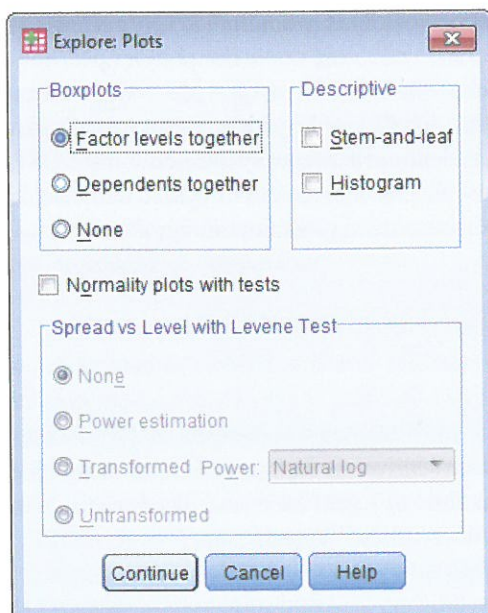 Explore: Plots
Boxplots
Factor levels together
Dependents together
None
Descriptive
Stem-and-leaf
Histogram
Normality plots with tests
Spread vs Level with Levene Test
None
Power estimation
Transformed Power: Natural log
Untransformed
Continue Cancel Help